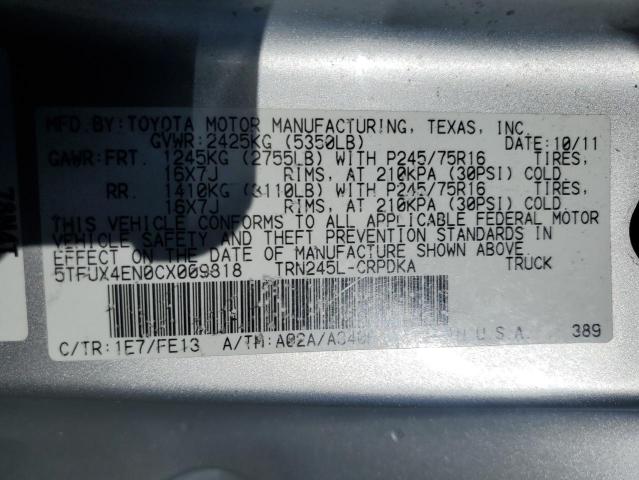 MFD.BY:TOYOTA MOTOR MANUFACTURING, TEXAS, INC.
GVWR:2425KG (5350LB) DATE: 10/11
GAWR:FRT. 1245KG (2755LB) WITH P245/75R16 TIRES,
16X7J RIMS, AT 210KPA (30PSI) COLD
RR. 1410KG (3110LB) WITH P245/75R16 TIRES,
16X7J RIMS, AT 210KPA (30PSI) COLD.
THIS VEHICLE CONFORMS TO ALL APPLICABLE FEDERAL MOTOR
VEHICLE SAFETY AND THEFT PREVENTION STANDARDS IN
EFFECT ON THE DATE OF MANUFACTURE SHOWN ABOVE.
5TFUX4EN0CX009818 TRN245L-CRPDKA TRUCK
C/TR:1E7/FE13 A/TM:A02A/A340F IN U.S.A. 389